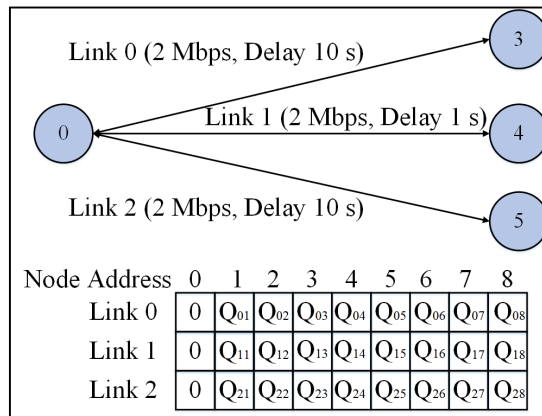 3
Link 0 (2 Mbps, Delay 10 s)
0
Link 1 (2 Mbps, Delay 1 s)
4
Link 2 (2 Mbps, Delay 10 s)
5
Node Address 0 1 2 3 4 5 6 7 8
Link 0 0 Q₀₁ Q₀₂ Q₀₃ Q₀₄ Q₀₅ Q₀₆ Q₀₇ Q₀₈
Link 1 0 Q₁₁ Q₁₂ Q₁₃ Q₁₄ Q₁₅ Q₁₆ Q₁₇ Q₁₈
Link 2 0 Q₂₁ Q₂₂ Q₂₃ Q₂₄ Q₂₅ Q₂₆ Q₂₇ Q₂₈